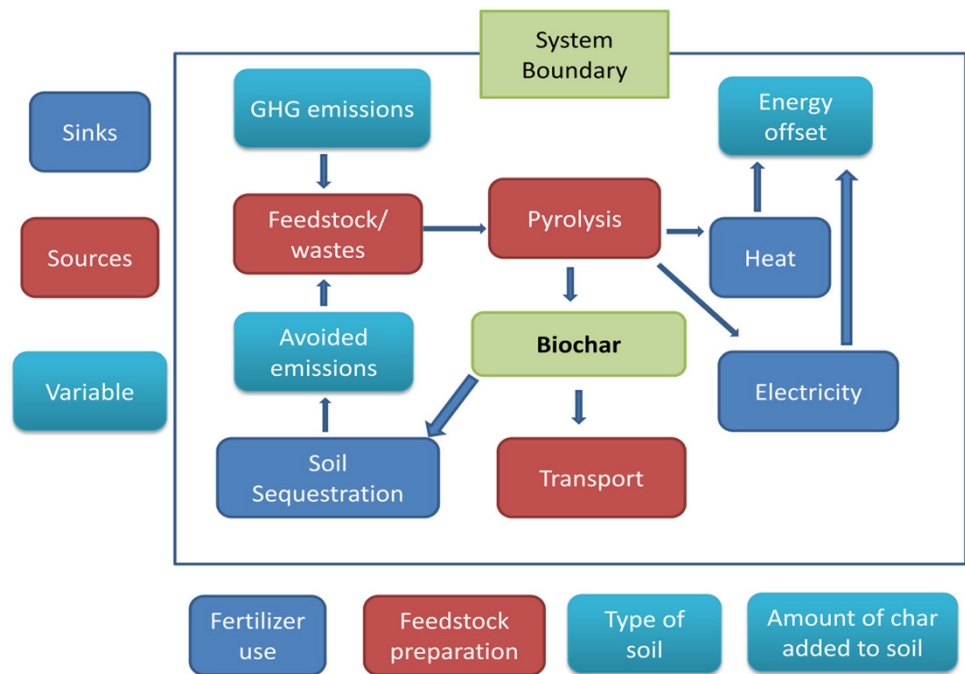 System
Boundary
Sinks
Sources
Variable
GHG emissions
Feedstock/
wastes
Avoided
emissions
Soil
Sequestration
Pyrolysis
Biochar
Transport
Energy
offset
Heat
Electricity
Fertilizer
use
Feedstock
preparation
Type of
soil
Amount of char
added to soil